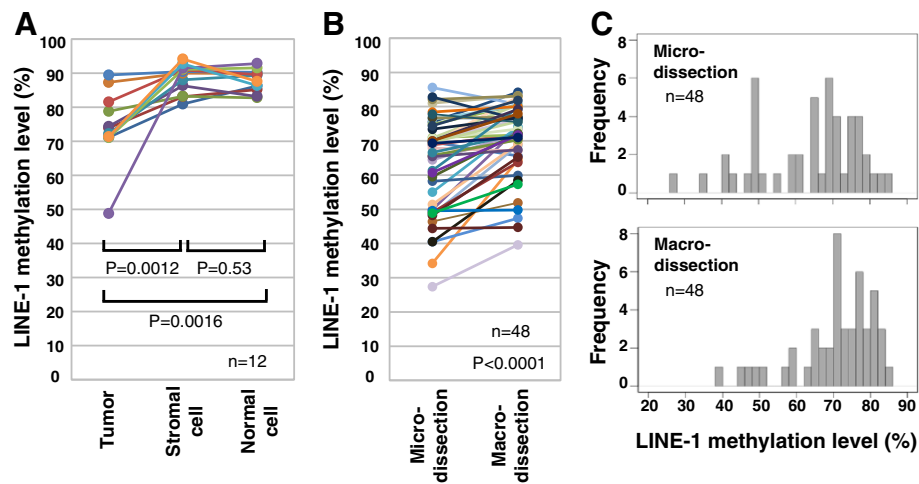 A
LINE-1 methylation level (%)
100
90
80
70
60
50
40
30
20
10
0
P=0.0012
P=0.53
P=0.0016
n=12
Tumor
Stromal
cell
Normal
cell
B
LINE-1 methylation level (%)
100
90
80
70
60
50
40
30
20
10
0
n=48
P<0.0001
Micro-
dissection
Macro-
dissection
C
Frequency
8
6
4
2
0
Micro-
dissection
n=48
Frequency
8
6
4
2
0
Macro-
dissection
n=48
20 30 40 50 60 70 80 90
LINE-1 methylation level (%)